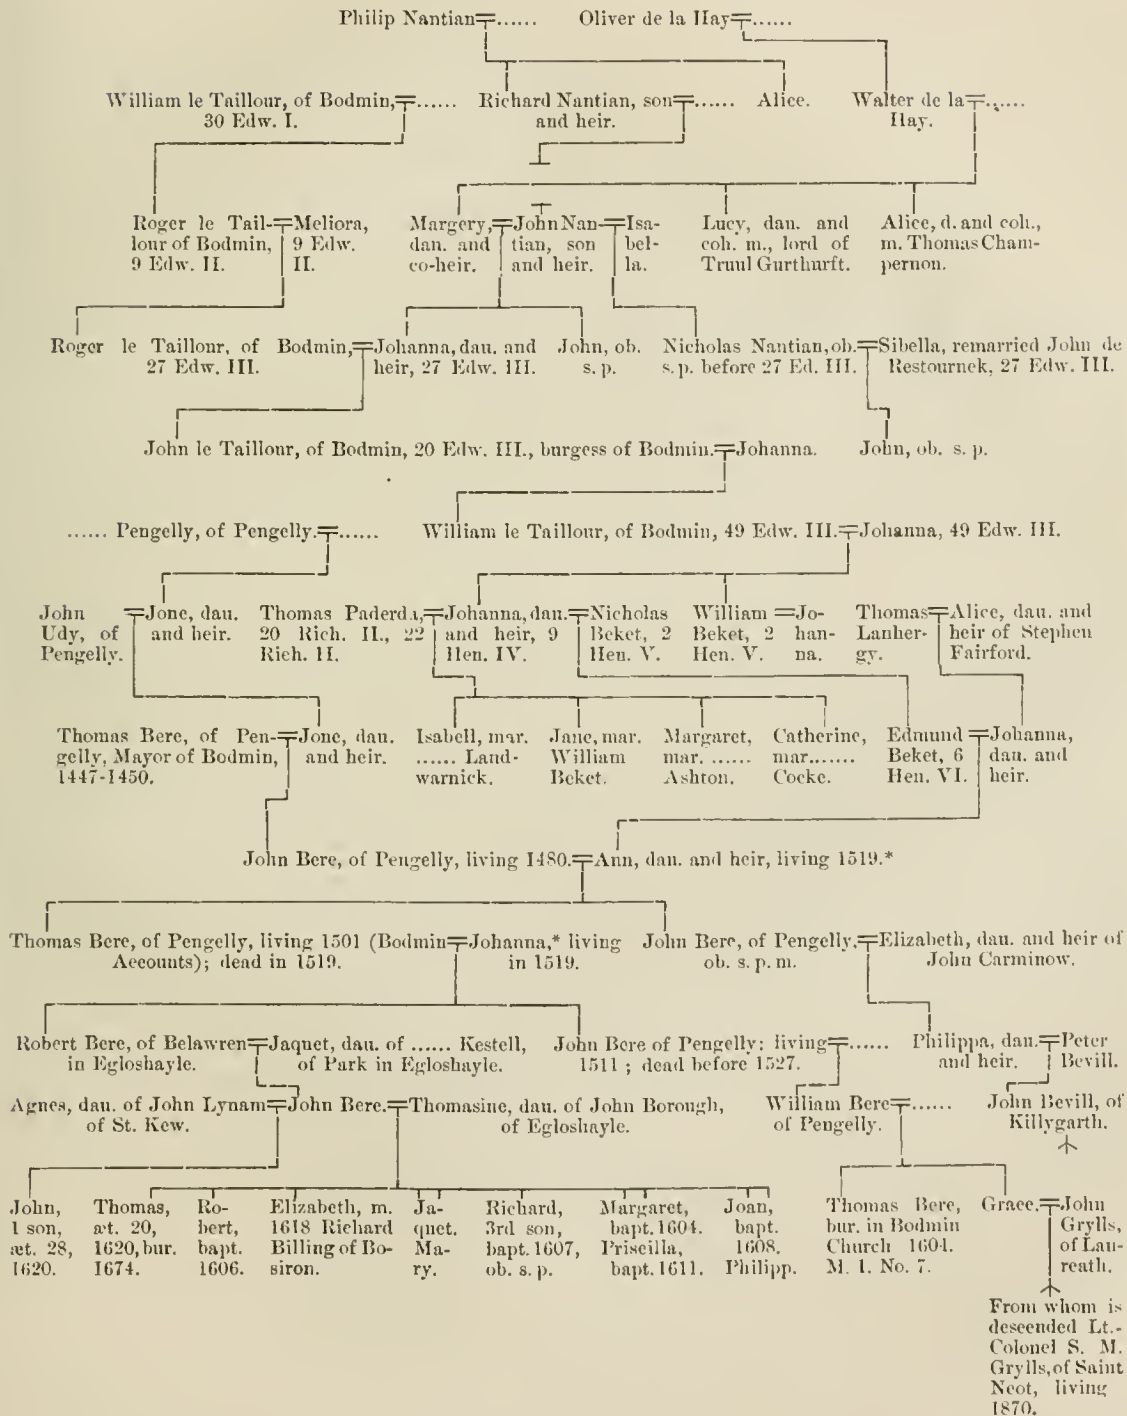 Philip Nantian=...... Oliver de la Hay=......
William le Taillour, of Bodmin,=......
30 Edw. I.
Richard Nantian, son=......
and heir.
Alice.
Walter de la=......
Hay.
Roger le Tail-
lour of Bodmin,
9 Edw. II.
=Meliora,
9 Edw.
II.
Margery,
dau. and
co-heir.
=John Nan-
tian, son
and heir.
=Isa-
bel-
la.
Lucy, dau. and
coh. m., lord of
Truul Gurthurft.
Alice, d. and coh.,
m. Thomas Cham-
pernon.
Roger le Taillour, of Bodmin,
27 Edw. III.
=Johanna, dau. and
heir, 27 Edw. III.
John, ob.
s. p.
Nicholas Nantian, ob.
s. p. before 27 Ed. III.
=Sibella, remarried John de
Restournek, 27 Edw. III.
John le Taillour, of Bodmin, 20 Edw. III., burgess of Bodmin.=Johanna.
John, ob. s. p.
...... Pengelly, of Pengelly.=......
William le Taillour, of Bodmin, 49 Edw. III.=Johanna, 49 Edw. III.
John
Udy, of
Pengelly.
=Jone, dau.
and heir.
Thomas Paderda,
20 Rich. II., 22
Rich. II.
=Johanna, dau.
and heir, 9
Hen. IV.
=Nicholas
Beket, 2
Hen. V.
William
Beket, 2
Hen. V.
=Jo-
han-
na.
Thomas
Lanher-
gy.
=Alice, dau. and
heir of Stephen
Fairford.
Thomas Bere, of Pen-
gelly, Mayor of Bodmin,
1447-1450.
=Jone, dau.
and heir.
Isabell, mar.
...... Land-
warnick.
Jane, mar.
William
Beket.
Margaret,
mar. ......
Ashton.
Catherine,
mar.......
Cocke.
Edmund
Beket, 6
Hen. VI.
=Johanna,
dau. and
heir.
John Bere, of Pengelly, living 1480.=Ann, dau. and heir, living 1519.*
Thomas Bere, of Pengelly, living 1501 (Bodmin
Accounts); dead in 1519.
=Johanna,* living
in 1519.
John Bere, of Pengelly,
ob. s. p. m.
=Elizabeth, dau. and heir of
John Carminow.
Robert Bere, of Belawren
in Egloshayle.
=Jaquet, dau. of ...... Kestell,
of Park in Egloshayle.
John Bere of Pengelly; living
1511 ; dead before 1527.
=......
Philippa, dau.
and heir.
=Peter
Bevill.
Agnes, dau. of John Lynam
of St. Kew.
=John Bere.
=Thomasine, dau. of John Borough,
of Egloshayle.
William Bere=......
of Pengelly.
John Bevill, of
Killygarth.
John,
1 son,
æt. 28,
1620.
Thomas,
æt. 20,
1620, bur.
1674.
Ro-
bert,
bapt.
1606.
Elizabeth, m.
1618 Richard
Billing of Bo-
siron.
Ja-
quet.
Ma-
ry.
Richard,
3rd son,
bapt. 1607,
ob. s. p.
Margaret,
bapt. 1604.
Priscilla,
bapt. 1611.
Joan,
bapt.
1608.
Philipp.
Thomas Bere,
bur. in Bodmin
Church 1604.
M. I. No. 7.
Grace.
=John
Grylls,
of Lau-
reath.
From whom is
descended Lt.-
Colonel S. M.
Grylls, of Saint
Neot, living
1870.